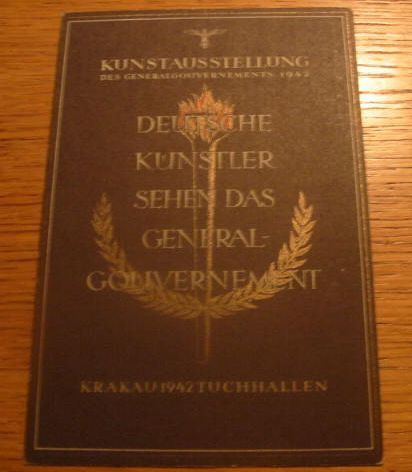 KUNSTAUSSTELLUNG
DES GENERALGOUVERNEMENTS 1942
DEUTSCHE
KÜNSTLER
SEHEN DAS
GENERAL-
GOUVERNEMENT
KRAKAU 1942 TUCHHALLEN